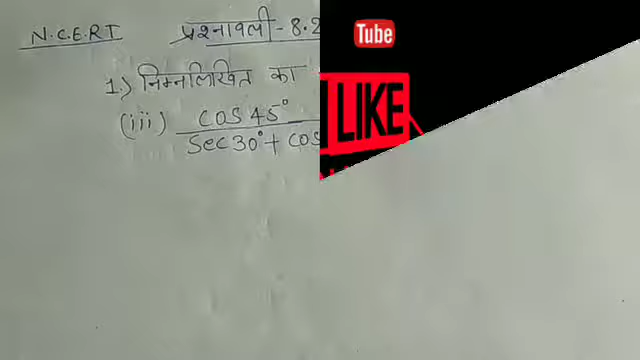 N.C.E.R.T प्रश्नावली - 8.2
1.) निम्नलिखित का
(iii) cos 45°
Sec 30° + cos
Tube
LIKE